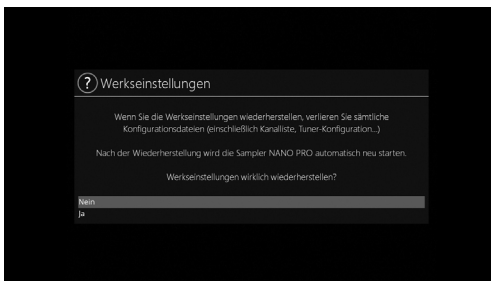 Werkseinstellungen
Wenn Sie die Werkseinstellungen wiederherstellen, verlieren Sie sämtliche
Konfigurationsdateien (einschließlich Kanalliste, Tuner-Konfiguration...)
Nach der Wiederherstellung wird die Sampler NANO PRO automatisch neu starten.
Werkseinstellungen wirklich wiederherstellen?
Nein
Ja